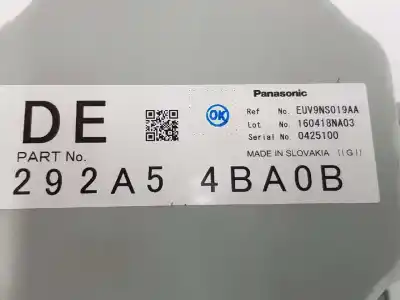 Panasonic
DE
OK
Ref No. EUV9NS019AA
Lot No. 160418NA03
Serial No. 0425100
PART No.
MADE IN SLOVAKIA
292A5 4BA0B